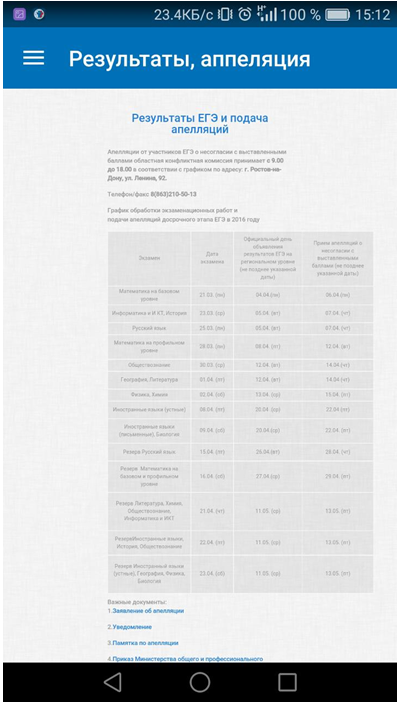 23.4КБ/с H+ 100 % 15:12
Результаты, аппеляция
Результаты ЕГЭ и подача
апелляций
Апелляции от участников ЕГЭ о несогласии с выставленными
баллами областная конфликтная комиссия принимает с 9.00
до 18.00 в соответствии с графиком по адресу: г. Ростов-на-
Дону, ул. Ленина, 92.
Телефон/факс 8(863)210-50-13
График обработки экзаменационных работ и
подачи апелляций досрочного этапа ЕГЭ в 2016 году
Экзамен
Дата
экзамена
Официальный день
объявления
результатов ЕГЭ на
региональном уровне
(не позднее указанной
даты)
Прием апелляций о
несогласии с
выставленными
баллами (не позднее
указанной даты)
Математика на базовом
уровне
21.03. (пн) 04.04 (пн) 06.04 (пн)
Информатика и И КТ, История 23.03. (ср) 05.04. (вт) 07.04. (чт)
Русский язык 25.03. (пн) 05.04. (вт) 07.04. (чт)
Математика на профильном
уровне
28.03. (пн) 08.04. (пт) 12.04. (вт)
Обществознание 30.03. (ср) 12.04. (вт) 14.04 (чт)
География, Литература 01.04. (пт) 12.04. (вт) 14.04 (чт)
Физика, Химия 02.04. (сб) 13.04. (ср) 15.04. (пт)
Иностранные языки (устные) 08.04. (пт) 20.04. (ср) 22.04 (пт)
Иностранные языки
(письменные), Биология
09.04. (сб) 20.04.(ср) 22.04. (пт)
Резерв Русский язык 15.04. (пт) 26.04.(вт) 28.04. (чт)
Резерв Математика на
базовом и профильном
уровне
16.04. (сб) 27.04.(ср) 29.04. (пт)
Резерв Литература, Химия,
Обществознание,
Информатика и ИКТ
21.04. (чт) 11.05. (ср) 13.05. (пт)
РезервИностранные языки,
История, Обществознание
22.04. (пт) 11.05. (ср) 13.05. (пт)
Резерв Иностранный языки
(устные), География, Физика,
Биология
23.04. (сб) 11.05. (ср) 13.05. (пт)
Важные документы:
1.Заявление об апелляции
2.Уведомление
3.Памятка по апелляции
4.Приказ Министерства общего и профессионального